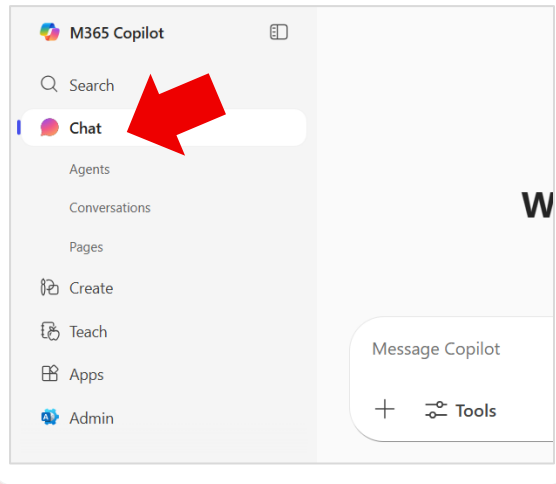 M365 Copilot
Search
Chat
Agents
Conversations
Pages
Create
Teach
Apps
Admin
W
Message Copilot
Tools